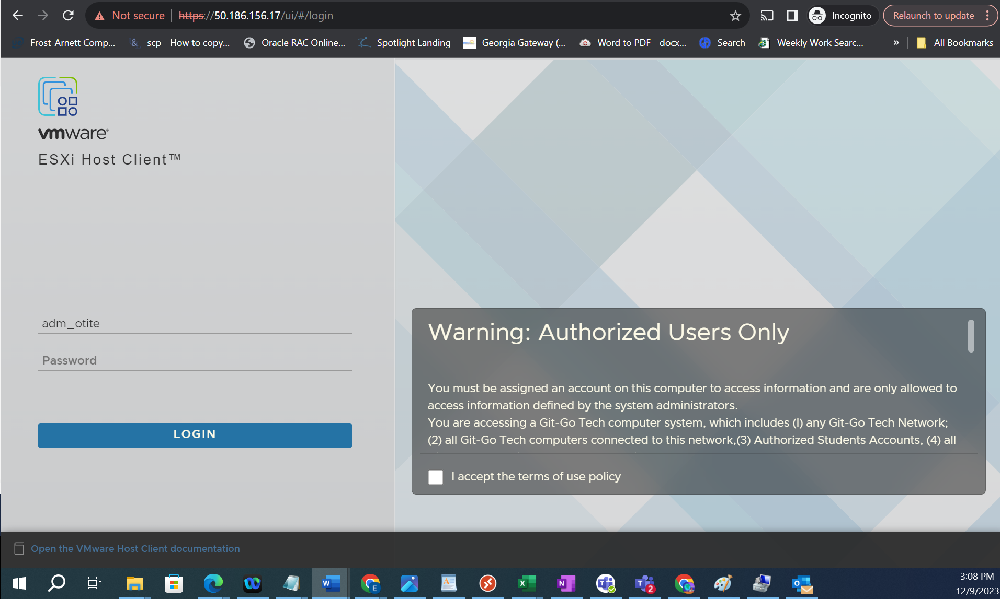 Not secure
https://50.186.156.17/ui/#/login
Incognito
Relaunch to update
Frost-Arnett Comp...
scp - How to copy...
Oracle RAC Online...
Spotlight Landing
Georgia Gateway (...
Word to PDF - docx...
Search
Weekly Work Searc...
»
All Bookmarks
vmware®
ESXi Host Client™
adm_otite
Password
LOGIN
Warning: Authorized Users Only
You must be assigned an account on this computer to access information and are only allowed to
access information defined by the system administrators.
You are accessing a Git-Go Tech computer system, which includes (l) any Git-Go Tech Network;
(2) all Git-Go Tech computers connected to this network,(3) Authorized Students Accounts, (4) all
I accept the terms of use policy
Open the VMware Host Client documentation
3:08 PM
12/9/2023